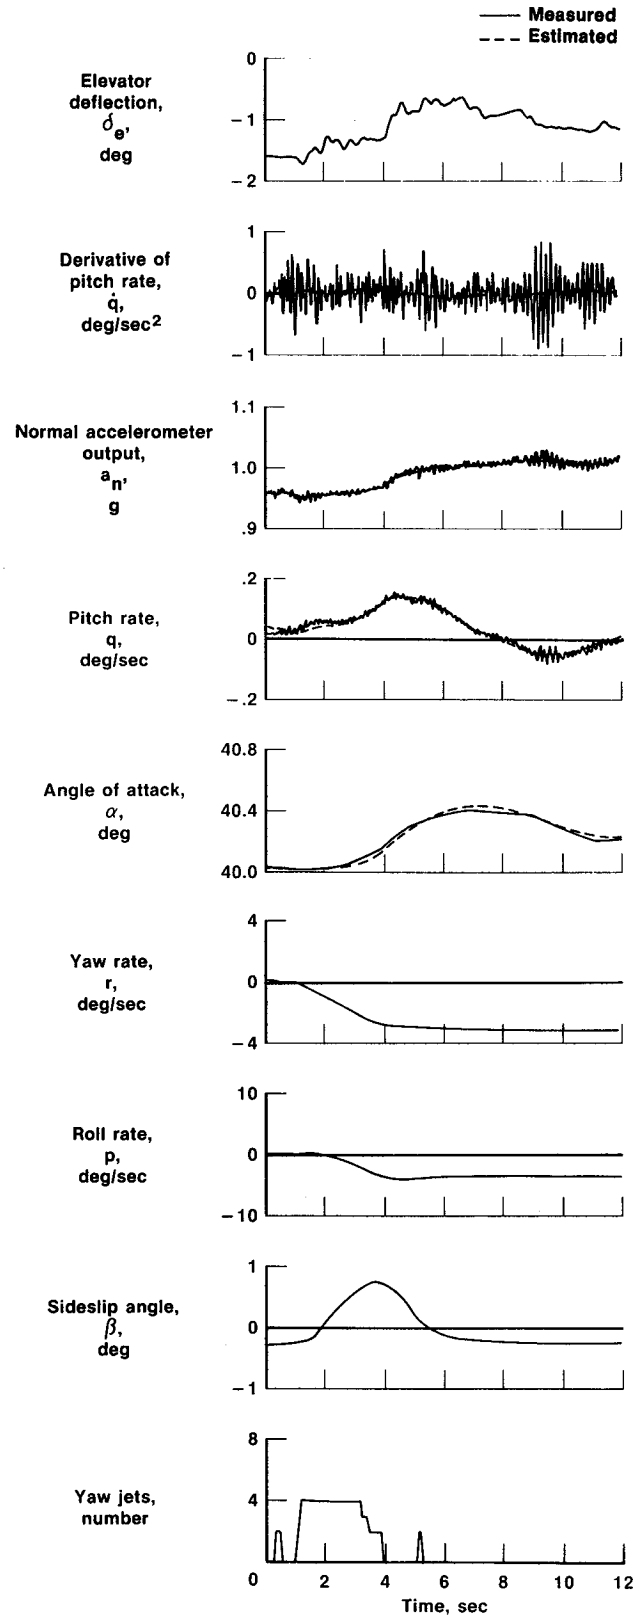 Measured
Estimated
0
Elevator
deflection,
δe,
deg
−1
−2
1
Derivative of
pitch rate,
q̇,
deg/sec²
0
−1
1.1
Normal accelerometer
output,
an,
g
1.0
.9
.2
Pitch rate,
q,
deg/sec
0
−.2
40.8
Angle of attack,
α,
deg
40.4
40.0
4
Yaw rate,
r,
deg/sec
0
−4
10
Roll rate,
p,
deg/sec
0
−10
1
Sideslip angle,
β,
deg
0
−1
8
Yaw jets,
number
4
0 2 4 6 8 10 12
Time, sec